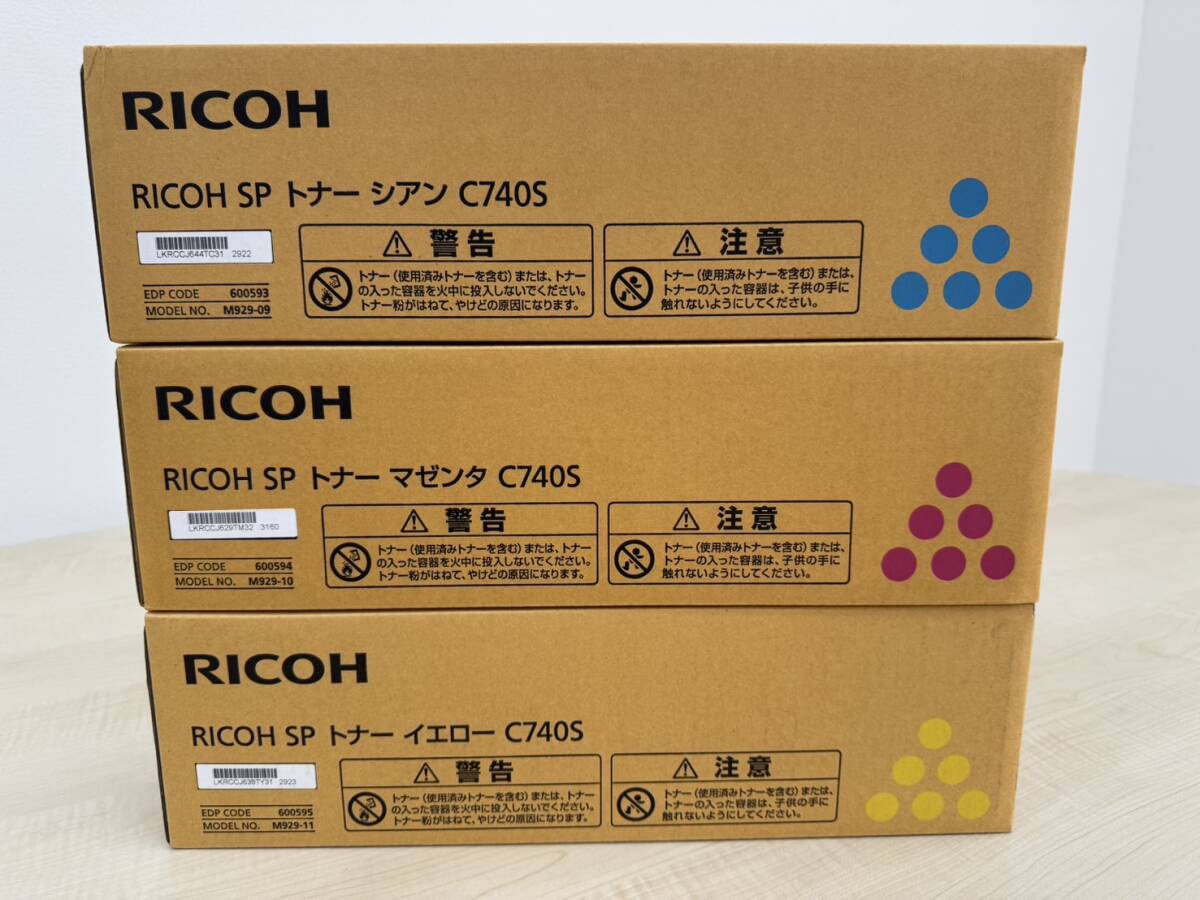 RICOH
RICOH SP トナー シアン C740S
LKRCCJ644TC31 2922
EDP CODE 600593
MODEL NO. M929-09
⚠ 警告
トナー(使用済みトナーを含む)または、トナー
の入った容器を火中に投入しないでください。
トナー粉がはねて、やけどの原因になります。
⚠ 注意
トナー(使用済みトナーを含む)または、
トナーの入った容器は、子供の手に
触れないようにしてください。
RICOH
RICOH SP トナー マゼンタ C740S
LKRCCJ629TM32 3160
EDP CODE 600594
MODEL NO. M929-10
⚠ 警告
トナー(使用済みトナーを含む)または、トナー
の入った容器を火中に投入しないでください。
トナー粉がはねて、やけどの原因になります。
⚠ 注意
トナー(使用済みトナーを含む)または、
トナーの入った容器は、子供の手に
触れないようにしてください。
RICOH
RICOH SP トナー イエロー C740S
LKRCCJ638TY31 2923
EDP CODE 600595
MODEL NO. M929-11
⚠ 警告
トナー(使用済みトナーを含む)または、トナー
の入った容器を火中に投入しないでください。
トナー粉がはねて、やけどの原因になります。
⚠ 注意
トナー(使用済みトナーを含む)または、
トナーの入った容器は、子供の手に
触れないようにしてください。